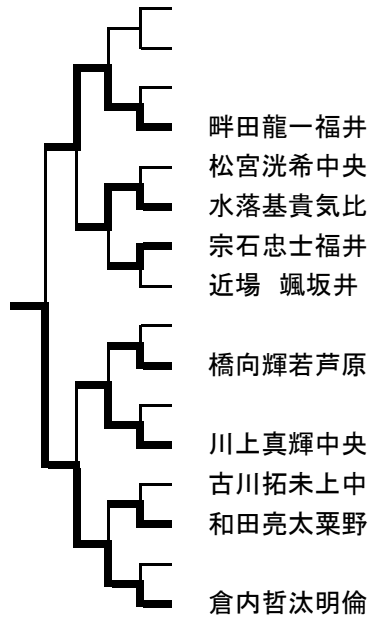 畔田龍一福井
松宮洸希中央
水落基貴気比
宗石忠士福井
近場　颯坂井
橋向輝若芦原
川上真輝中央
古川拓未上中
和田亮太粟野
倉内哲汰明倫